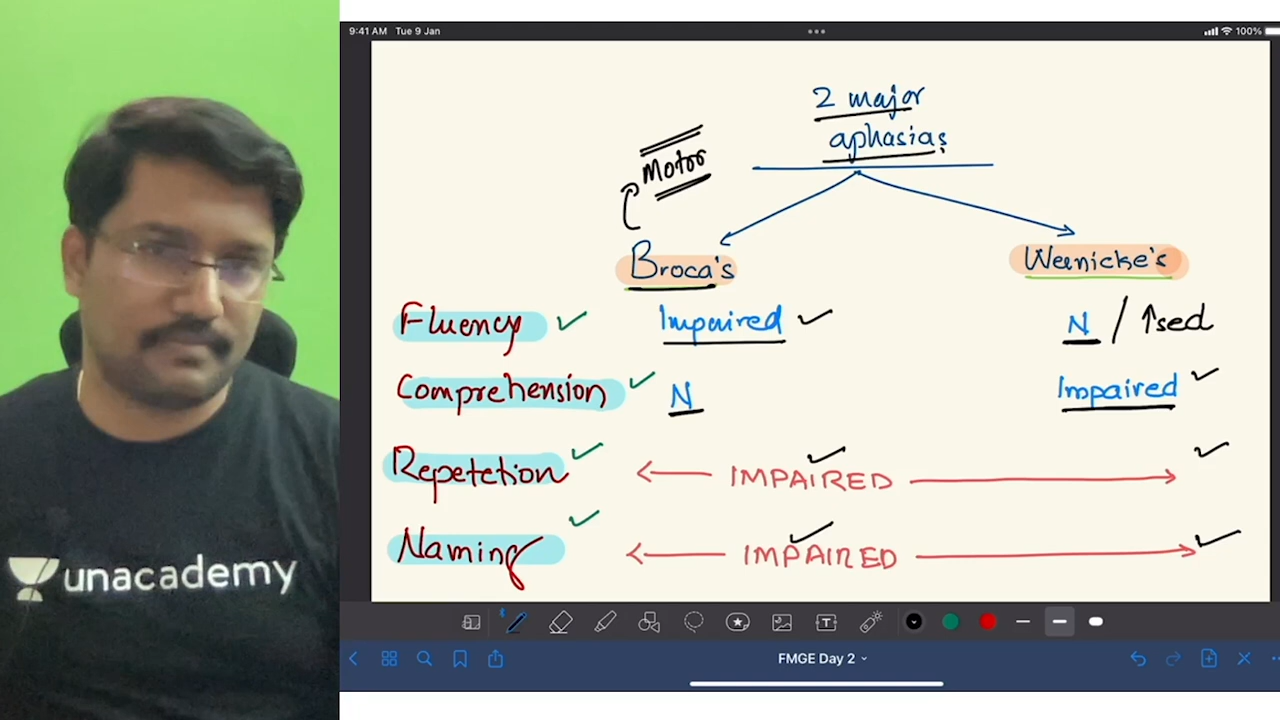 9:41 AM Tue 9 Jan
100%
2 major
aphasias
Motor
Broca's
Wernicke's
Fluency
Impaired
N / ↑sed
Comprehension
N
Impaired
Repetetion
IMPAIRED
Naming
IMPAIRED
unacademy
T
FMGE Day 2